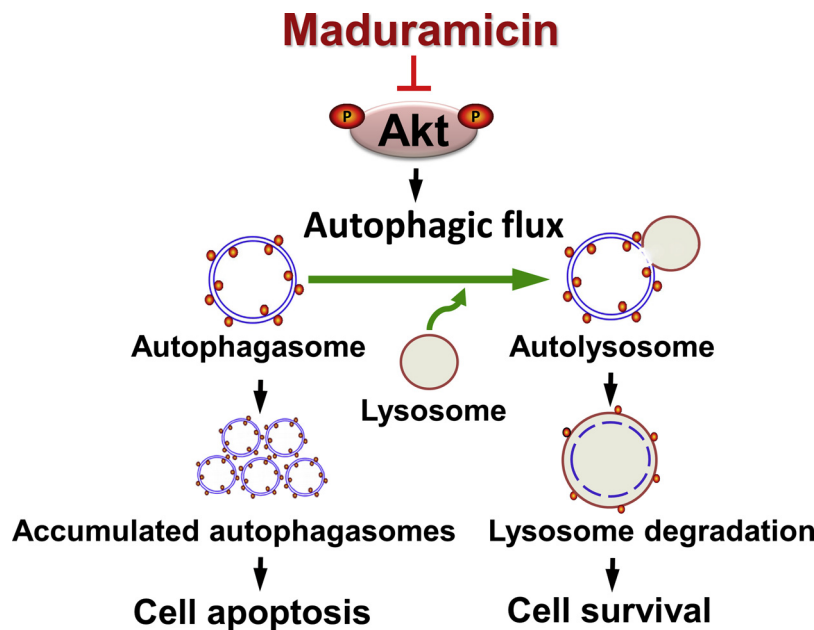 Maduramicin
P Akt P
Autophagic flux
Autophagasome
Autolysosome
Lysosome
Accumulated autophagasomes
Lysosome degradation
Cell apoptosis
Cell survival